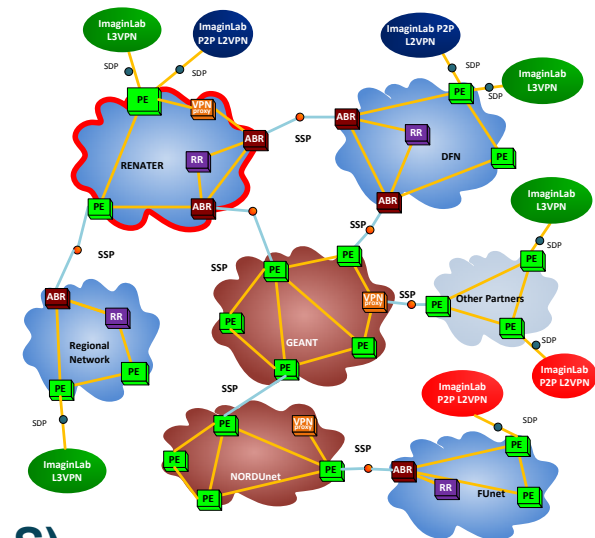 ImaginLab
L3VPN
ImaginLab
P2P L2VPN
ImaginLab P2P
L2VPN
ImaginLab
L3VPN
SDP
SDP
SDP
SDP
PE
VPN
proxy
ABR
RR
RENATER
PE
ABR
SSP
ABR
PE
RR
DFN
PE
ABR
SSP
SSP
ImaginLab
L3VPN
SDP
PE
SSP
PE
PE
VPN
proxy
SSP
PE
Other Partners
PE
SDP
ImaginLab
P2P L2VPN
ABR
RR
Regional
Network
PE
PE
SDP
ImaginLab
L3VPN
PE
GEANT
PE
PE
SSP
PE
VPN
proxy
PE
NORDUnet
PE
PE
SSP
ImaginLab
P2P L2VPN
SDP
PE
ABR
RR
PE
FUnet